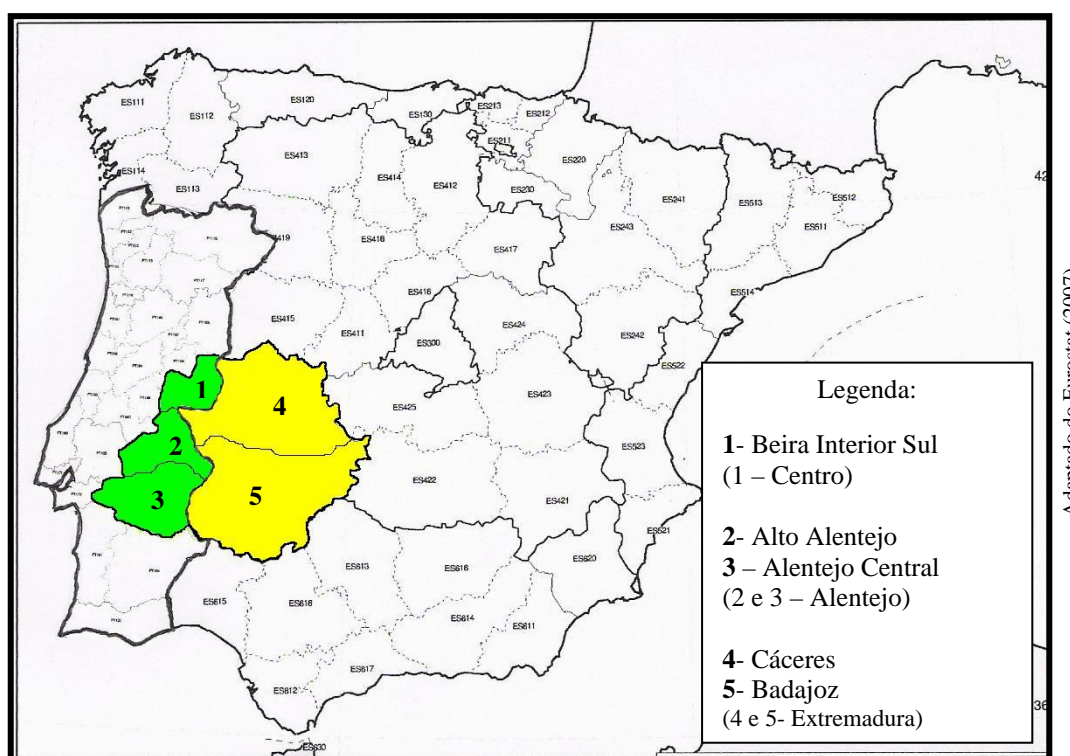 ES111
ES112
ES120
ES130
ES213
ES212
ES211
ES220
ES114
ES113
ES413
ES414
ES412
ES230
ES241
ES513
ES512
ES511
42
ES419
ES418
ES417
ES243
ES416
ES514
ES415
ES411
ES300
ES424
ES242
ES522
1
4
ES425
ES423
2
ES523
3
5
ES422
ES421
ES521
ES613
ES616
ES620
ES615
ES618
ES614
ES611
ES617
ES612
ES630
36
Legenda:
1- Beira Interior Sul
(1 – Centro)
2- Alto Alentejo
3 – Alentejo Central
(2 e 3 – Alentejo)
4- Cáceres
5- Badajoz
(4 e 5- Extremadura)
Adaptado de Eurostat (2007)